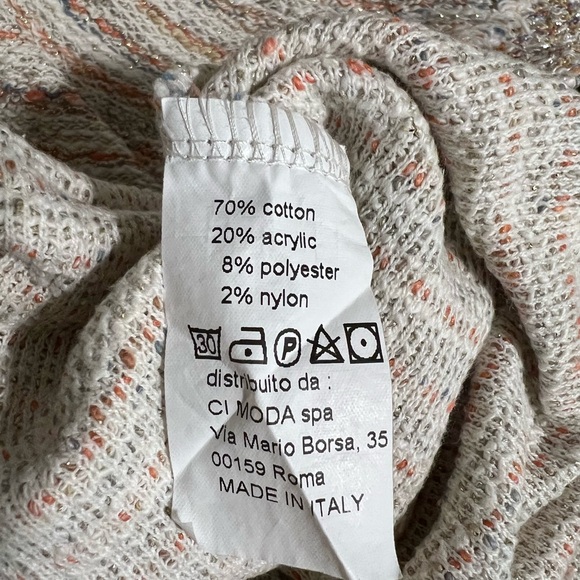 70% cotton
20% acrylic
8% polyester
2% nylon
30 P
distribuito da :
CI MODA spa
Via Mario Borsa, 35
00159 Roma
MADE IN ITALY